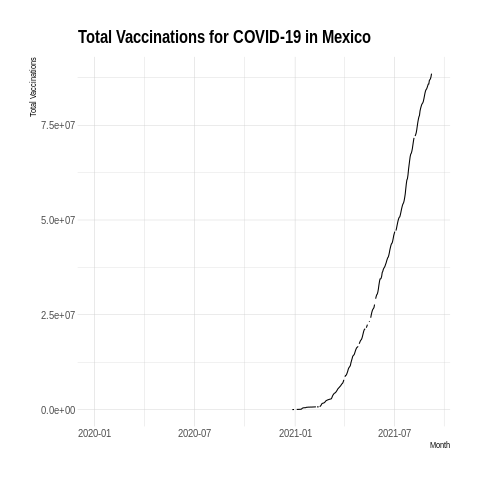 Total Vaccinations for COVID-19 in Mexico
Total Vaccinations
7.5e+07
5.0e+07
2.5e+07
0.0e+00
2020-01 2020-07 2021-01 2021-07
Month